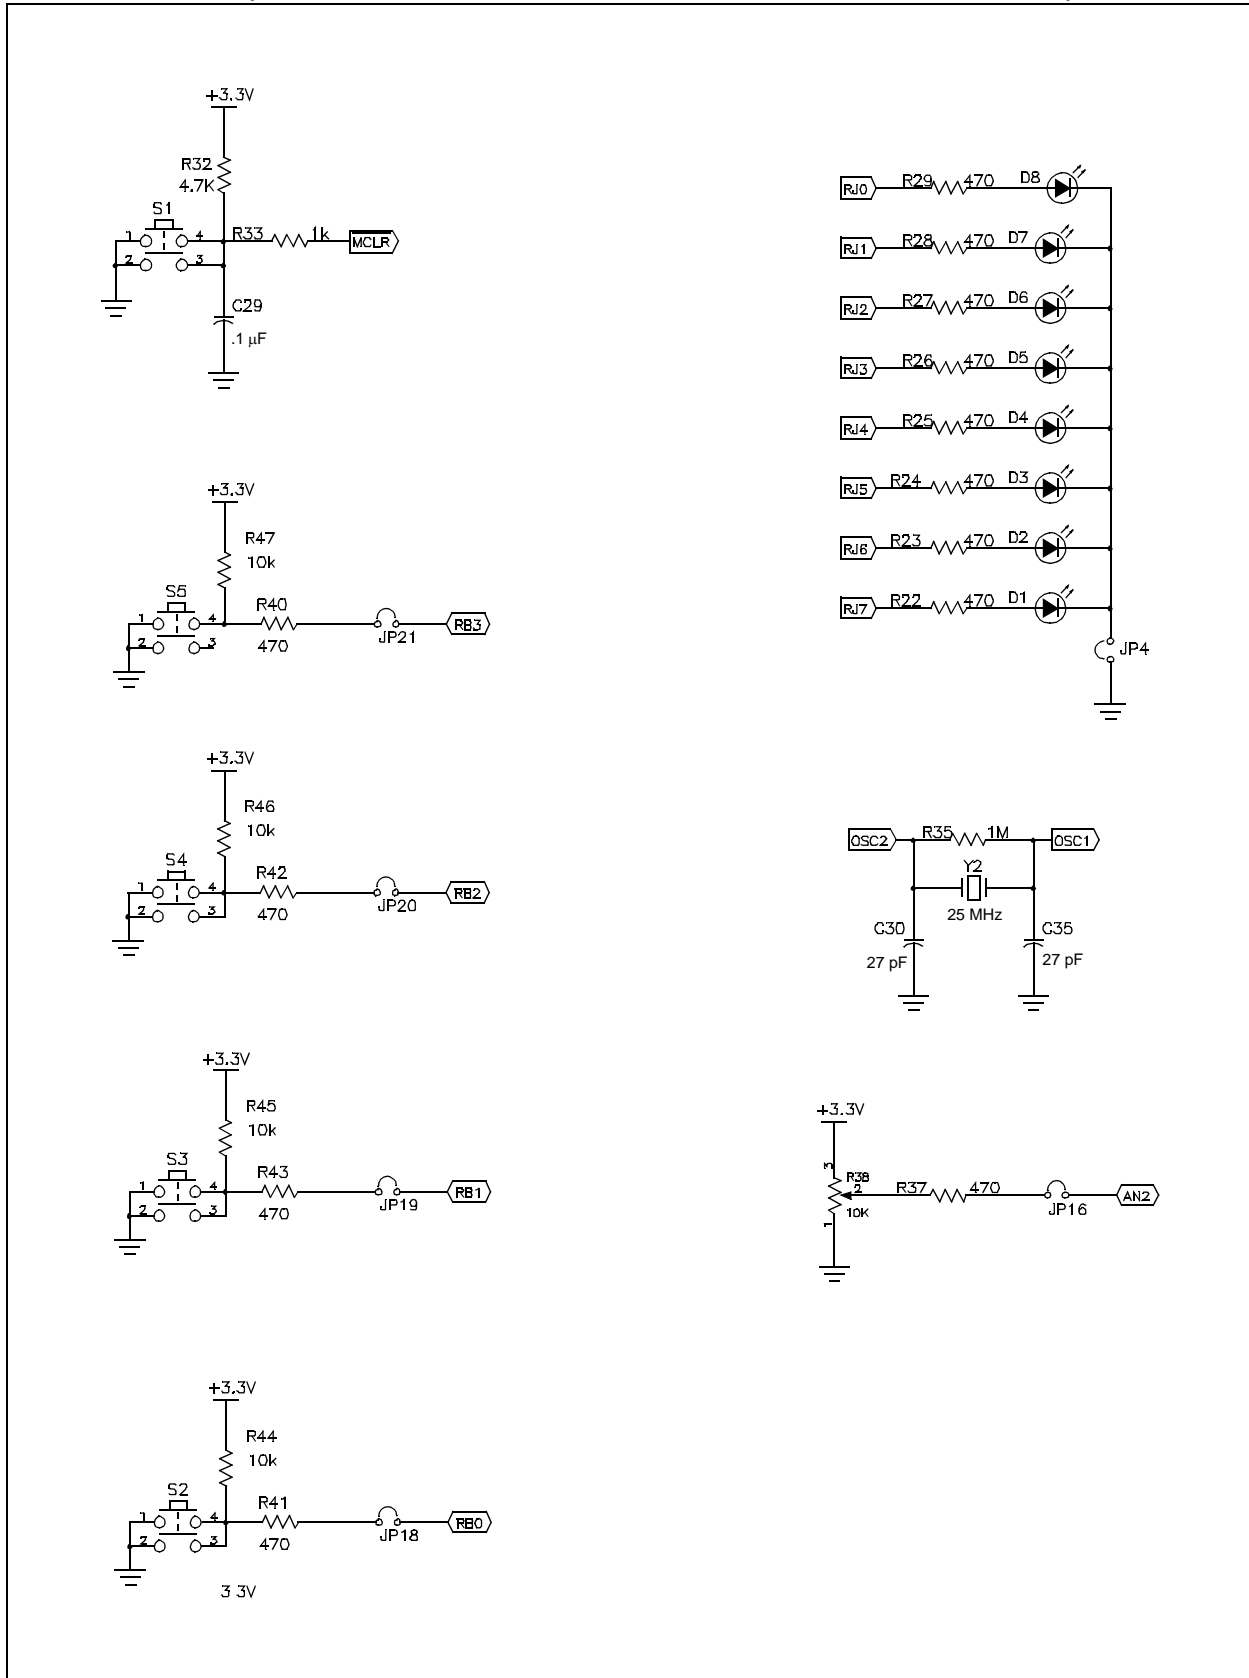 +3.3V
R32
4.7K
S1
1 4 R33 1k MCLR
2 3
C29
.1 µF
+3.3V
R47
10k
S5
1 4 R40 RB3
2 3 470 JP21
+3.3V
R46
10k
S4
1 4 R42 RB2
2 3 470 JP20
+3.3V
R45
10k
S3
1 4 R43 RB1
2 3 470 JP19
+3.3V
R44
10k
S2
1 4 R41 RB0
2 3 470 JP18
3 3V
RJ0 R29 470 D8
RJ1 R28 470 D7
RJ2 R27 470 D6
RJ3 R26 470 D5
RJ4 R25 470 D4
RJ5 R24 470 D3
RJ6 R23 470 D2
RJ7 R22 470 D1
JP4
OSC2 R35 1M OSC1
Y2
25 MHz
C30 C35
27 pF 27 pF
+3.3V
3
R38
2 R37 470 AN2
10K JP16
1